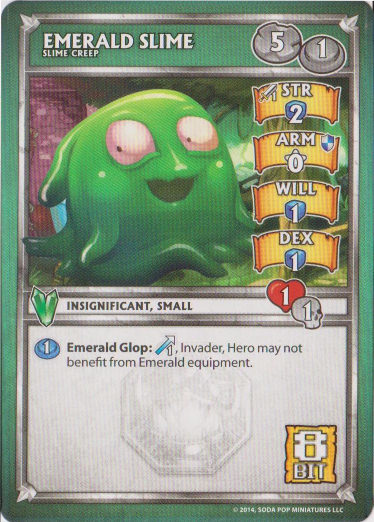 EMERALD SLIME
SLIME CREEP
5 1
STR
2
ARM
0
WILL
1
DEX
1
INSIGNIFICANT, SMALL
1
1
1 Emerald Glop: 1, Invader, Hero may not
benefit from Emerald equipment.
8
BIT
© 2014, SODA POP MINIATURES LLC